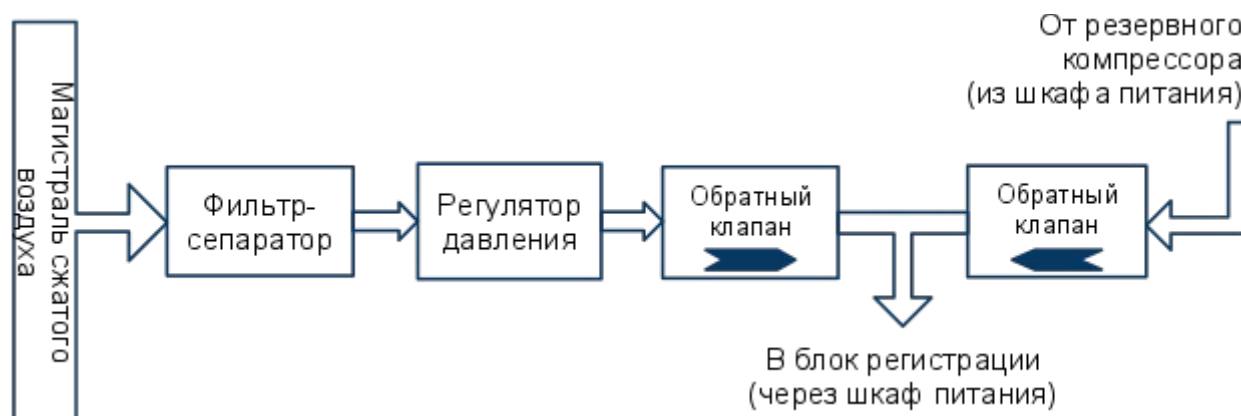 Магистраль сжатого
воздуха
Фильтр-
сепаратор
Регулятор
давления
Обратный
клапан
Обратный
клапан
От резервного
компрессора
(из шкафа питания)
В блок регистрации
(через шкаф питания)